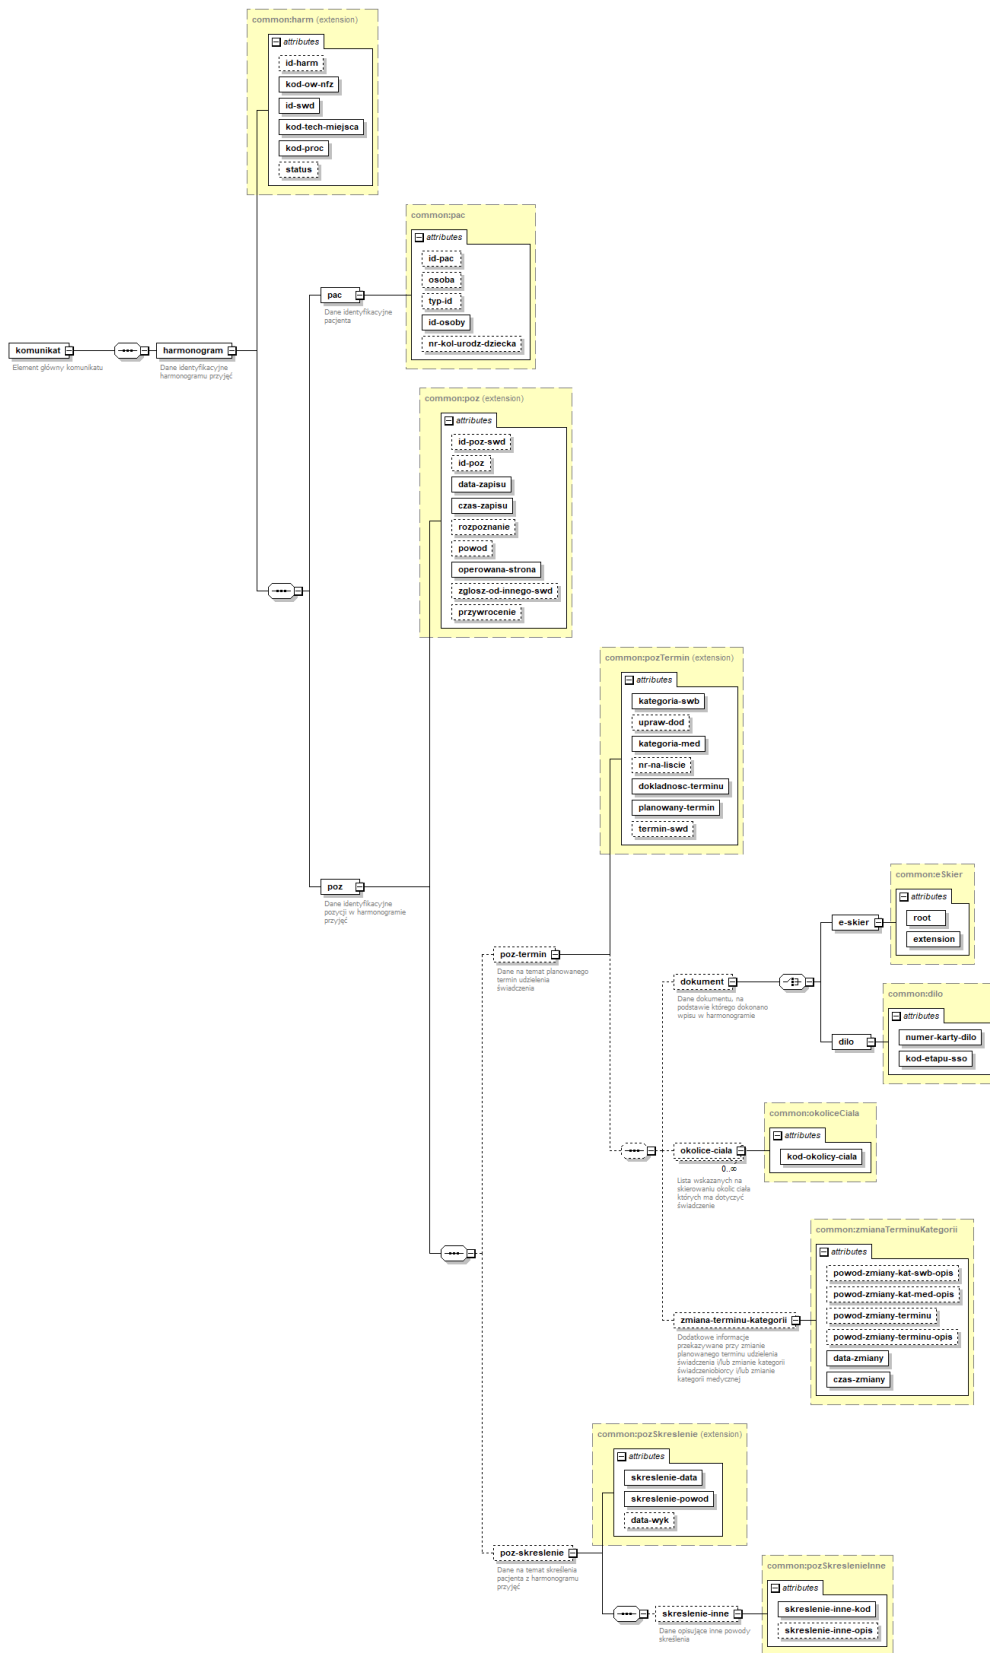 common:harm (extension)
attributes
id-harm
kod-ow-nfz
id-swd
kod-tech-miejsca
kod-proc
status
common:pac
attributes
id-pac
osoba
typ-id
id-osoby
nr-kol-urodz-dziecka
pac
Dane identyfikacyjne
pacjenta
komunikat
Element główny komunikatu
harmonogram
Dane identyfikacyjne
harmonogramu przyjęć
common:poz (extension)
attributes
id-poz-swd
id-poz
data-zapisu
czas-zapisu
rozpoznanie
powod
operowana-strona
zglosz-od-innego-swd
przywrocenie
common:pozTermin (extension)
attributes
kategoria-swb
upraw-dod
kategoria-med
nr-na-liscie
dokladnosc-terminu
planowany-termin
termin-swd
poz
Dane identyfikacyjne
pozycji w harmonogramie
przyjęć
common:eSkier
attributes
root
extension
e-skier
poz-termin
Dane na temat planowanego
termin udzielenia
świadczenia
dokument
Dane dokumentu, na
podstawie którego dokonano
wpisu w harmonogramie
common:dilo
attributes
numer-karty-dilo
kod-etapu-sso
dilo
common:okoliceCiala
attributes
kod-okolicy-ciala
okolice-ciala
0..∞
Lista wskazanych na
skierowaniu okolic ciała
których ma dotyczyć
świadczenie
common:zmianaTerminuKategorii
attributes
powod-zmiany-kat-swb-opis
powod-zmiany-kat-med-opis
powod-zmiany-terminu
powod-zmiany-terminu-opis
data-zmiany
czas-zmiany
zmiana-terminu-kategorii
Dodatkowe informacje
przekazywane przy zmianie
planowanego terminu udzielenia
świadczenia i/lub zmianie kategorii
świadczeniobiorcy i/lub zmianie
kategorii medycznej
common:pozSkreslenie (extension)
attributes
skreslenie-data
skreslenie-powod
data-wyk
poz-skreslenie
Dane na temat skreślenia
pacjenta z harmonogramu
przyjęć
common:pozSkreslenieInne
attributes
skreslenie-inne-kod
skreslenie-inne-opis
skreslenie-inne
Dane opisujące inne powody
skreślenia